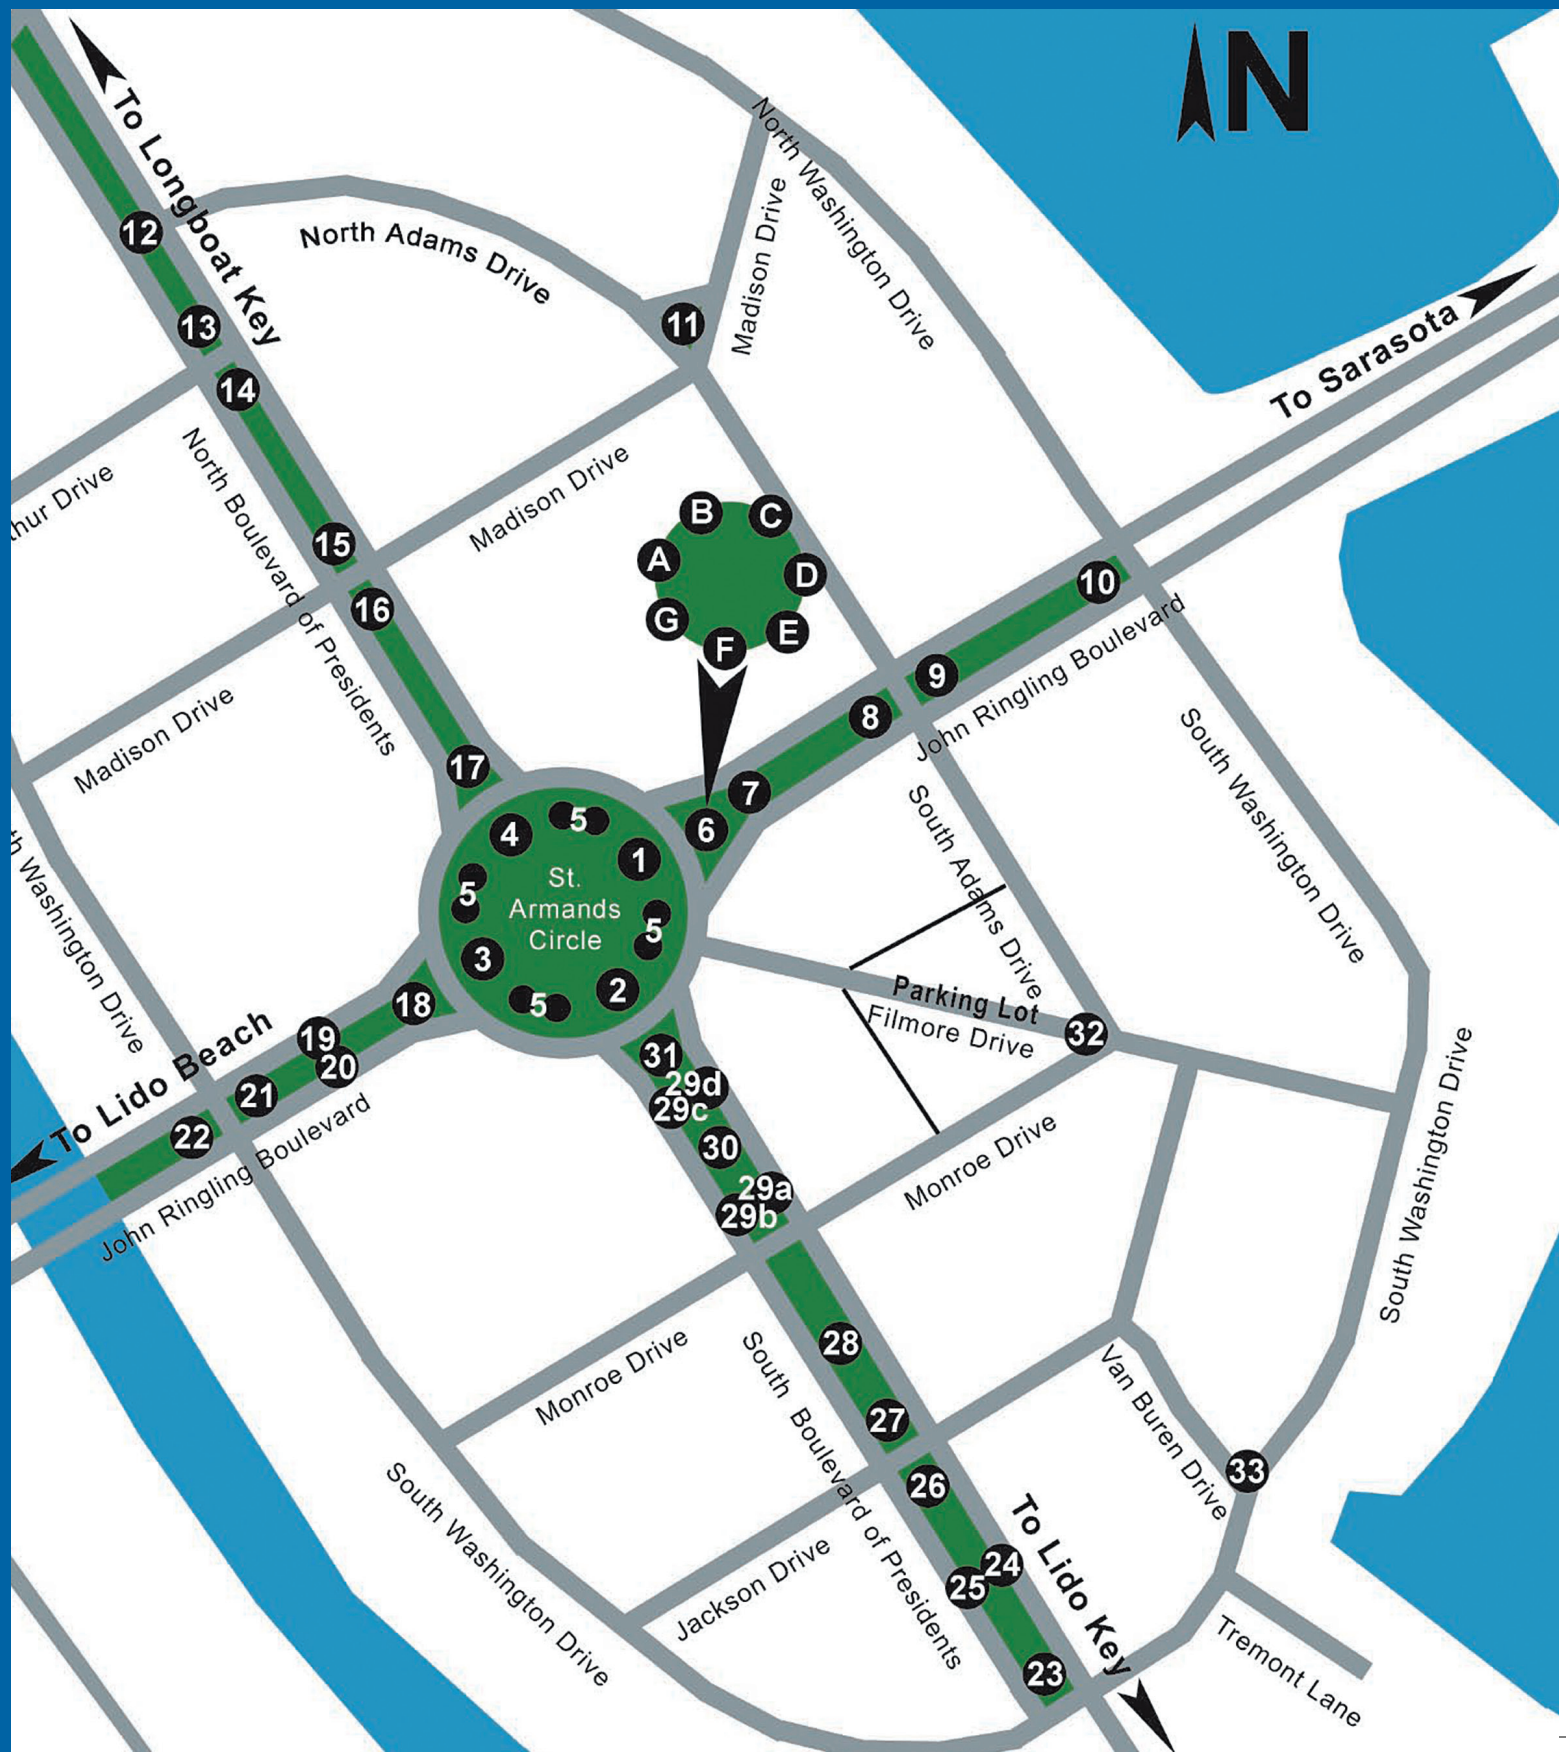 N
To Longboat Key
North Washington Drive
Madison Drive
North Adams Drive
12
11
13
To Sarasota
14
North Boulevard of Presidents
Madison Drive
thur Drive
B
C
15
A
D
10
16
G
E
F
John Ringling Boulevard
9
Madison Drive
8
17
7
South Washington Drive
6
5
4
1
South Adams Drive
St.
Armands
Circle
5
5
3
2
5
th Washington Drive
Parking Lot
Filmore Drive
32
18
To Lido Beach
19
20
21
22
John Ringling Boulevard
31
29d
29c
30
29a
29b
Monroe Drive
South Washington Drive
28
Monroe Drive
South Boulevard of Presidents
27
Van Buren Drive
33
26
To Lido Key
24
25
South Washington Drive
Jackson Drive
23
Tremont Lane